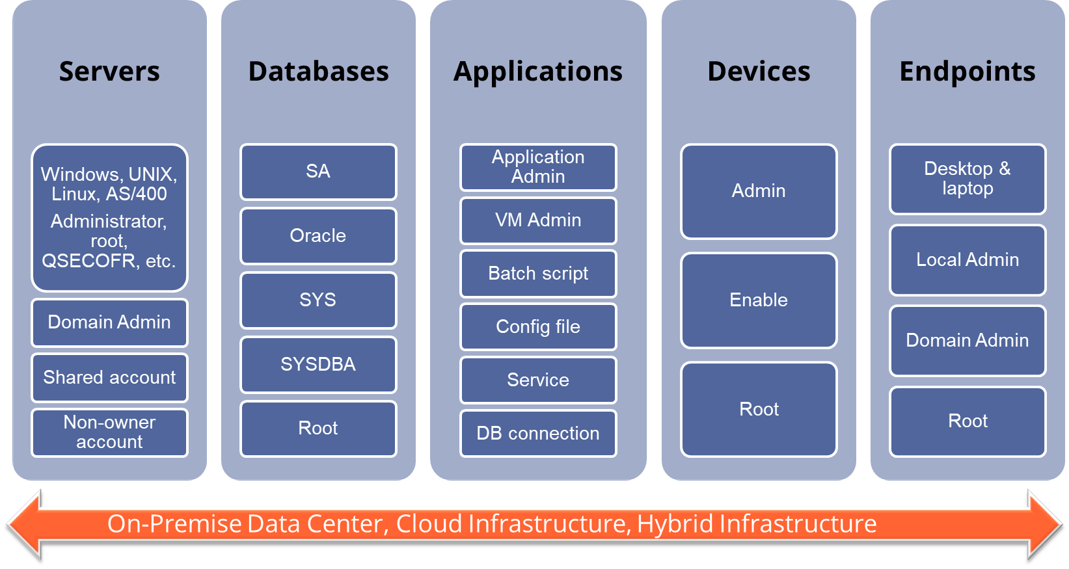 Servers
Windows, UNIX,
Linux, AS/400
Administrator,
root,
QSECOFR, etc.
Domain Admin
Shared account
Non-owner
account
Databases
SA
Oracle
SYS
SYSDBA
Root
Applications
Application
Admin
VM Admin
Batch script
Config file
Service
DB connection
Devices
Admin
Enable
Root
Endpoints
Desktop &
laptop
Local Admin
Domain Admin
Root
On-Premise Data Center, Cloud Infrastructure, Hybrid Infrastructure